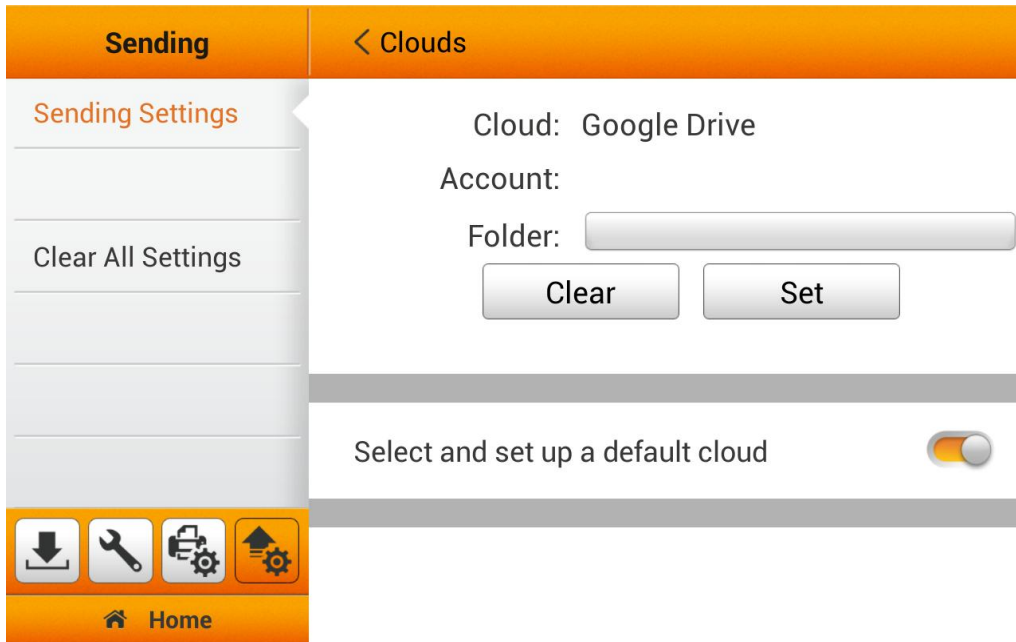 Sending
< Clouds
Sending Settings
Clear All Settings
Cloud: Google Drive
Account:
Folder:
Clear Set
Select and set up a default cloud
Home